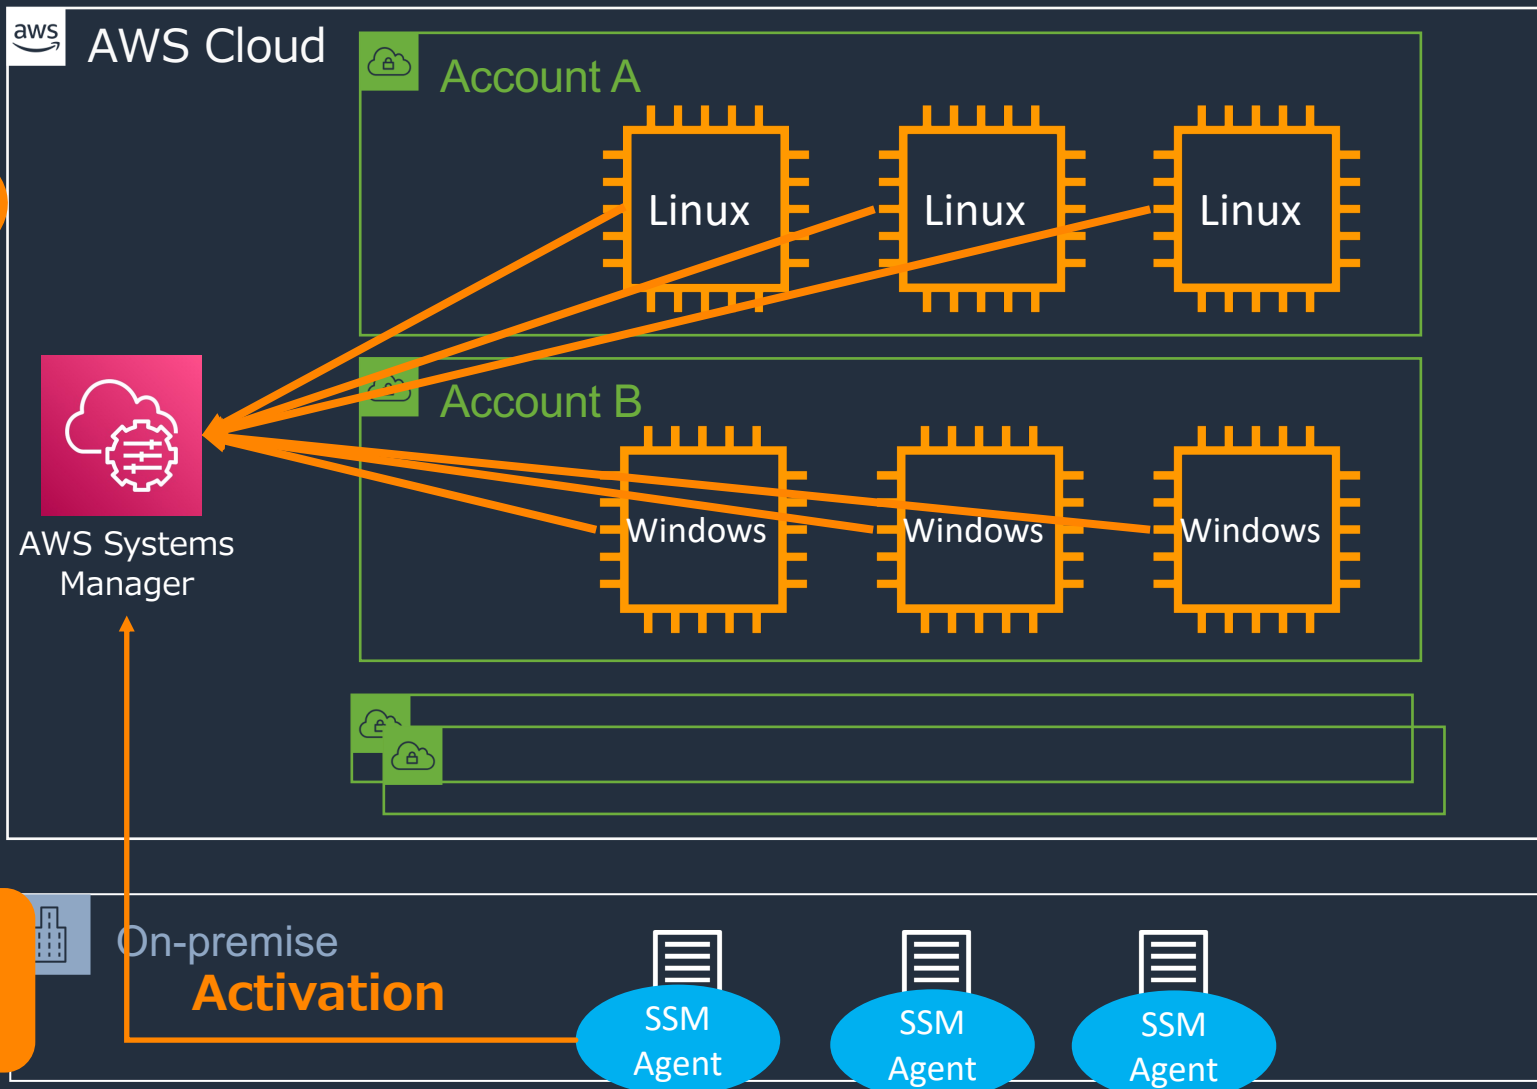 aws
AWS Cloud
Account A
Linux
Linux
Linux
Account B
Windows
Windows
Windows
AWS Systems
Manager
On-premise
Activation
SSM
Agent
SSM
Agent
SSM
Agent